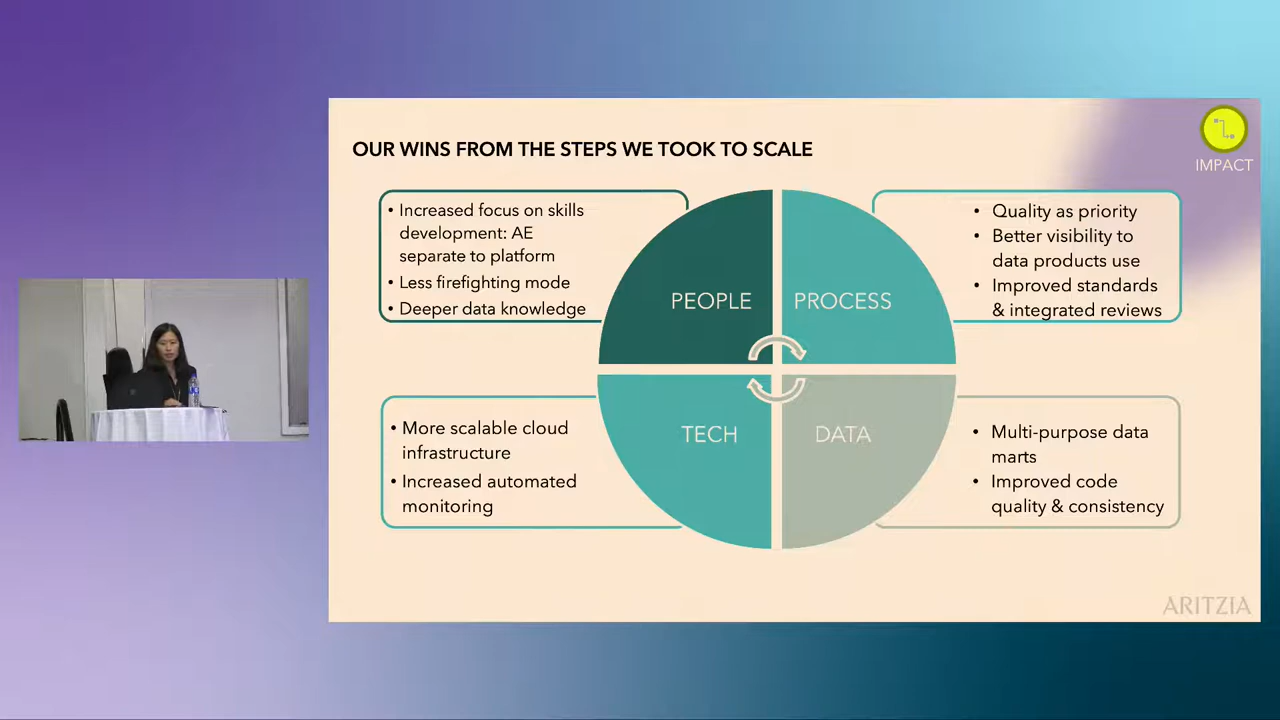 OUR WINS FROM THE STEPS WE TOOK TO SCALE
IMPACT
• Increased focus on skills
development: AE
separate to platform
• Less firefighting mode
• Deeper data knowledge
PEOPLE
PROCESS
• Quality as priority
• Better visibility to
data products use
• Improved standards
& integrated reviews
• More scalable cloud
infrastructure
• Increased automated
monitoring
TECH
DATA
• Multi-purpose data
marts
• Improved code
quality & consistency
ARITZIA